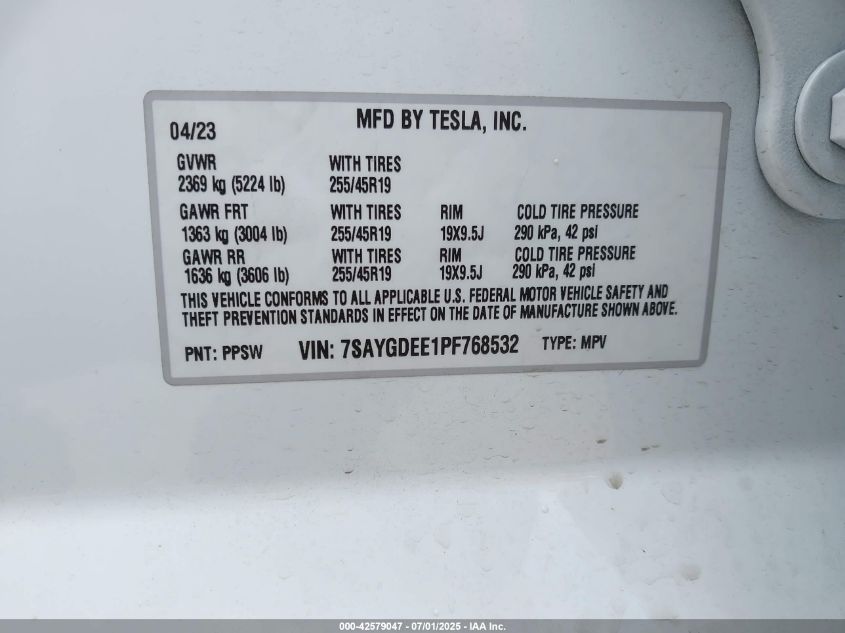 MFD BY TESLA, INC.
04/23
GVWR WITH TIRES
2369 kg (5224 lb) 255/45R19
GAWR FRT WITH TIRES RIM COLD TIRE PRESSURE
1363 kg (3004 lb) 255/45R19 19X9.5J 290 kPa, 42 psi
GAWR RR WITH TIRES RIM COLD TIRE PRESSURE
1636 kg (3606 lb) 255/45R19 19X9.5J 290 kPa, 42 psi
THIS VEHICLE CONFORMS TO ALL APPLICABLE U.S. FEDERAL MOTOR VEHICLE SAFETY AND
THEFT PREVENTION STANDARDS IN EFFECT ON THE DATE OF MANUFACTURE SHOWN ABOVE.
PNT: PPSW VIN: 7SAYGDEE1PF768532 TYPE: MPV
000-42579047 - 07/01/2025 - IAA Inc.